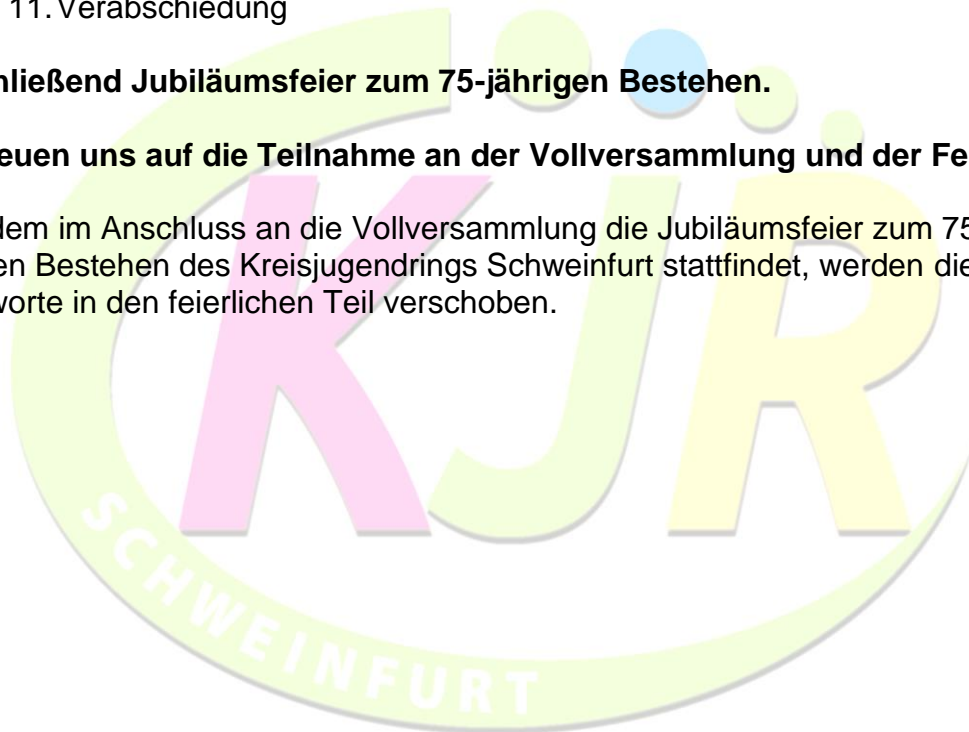 11. Verabschiedung
hließend Jubiläumsfeier zum 75-jährigen Bestehen.
euen uns auf die Teilnahme an der Vollversammlung und der Fe
dem im Anschluss an die Vollversammlung die Jubiläumsfeier zum 75
en Bestehen des Kreisjugendrings Schweinfurt stattfindet, werden die
worte in den feierlichen Teil verschoben.
KJR
SCHWEINFURT